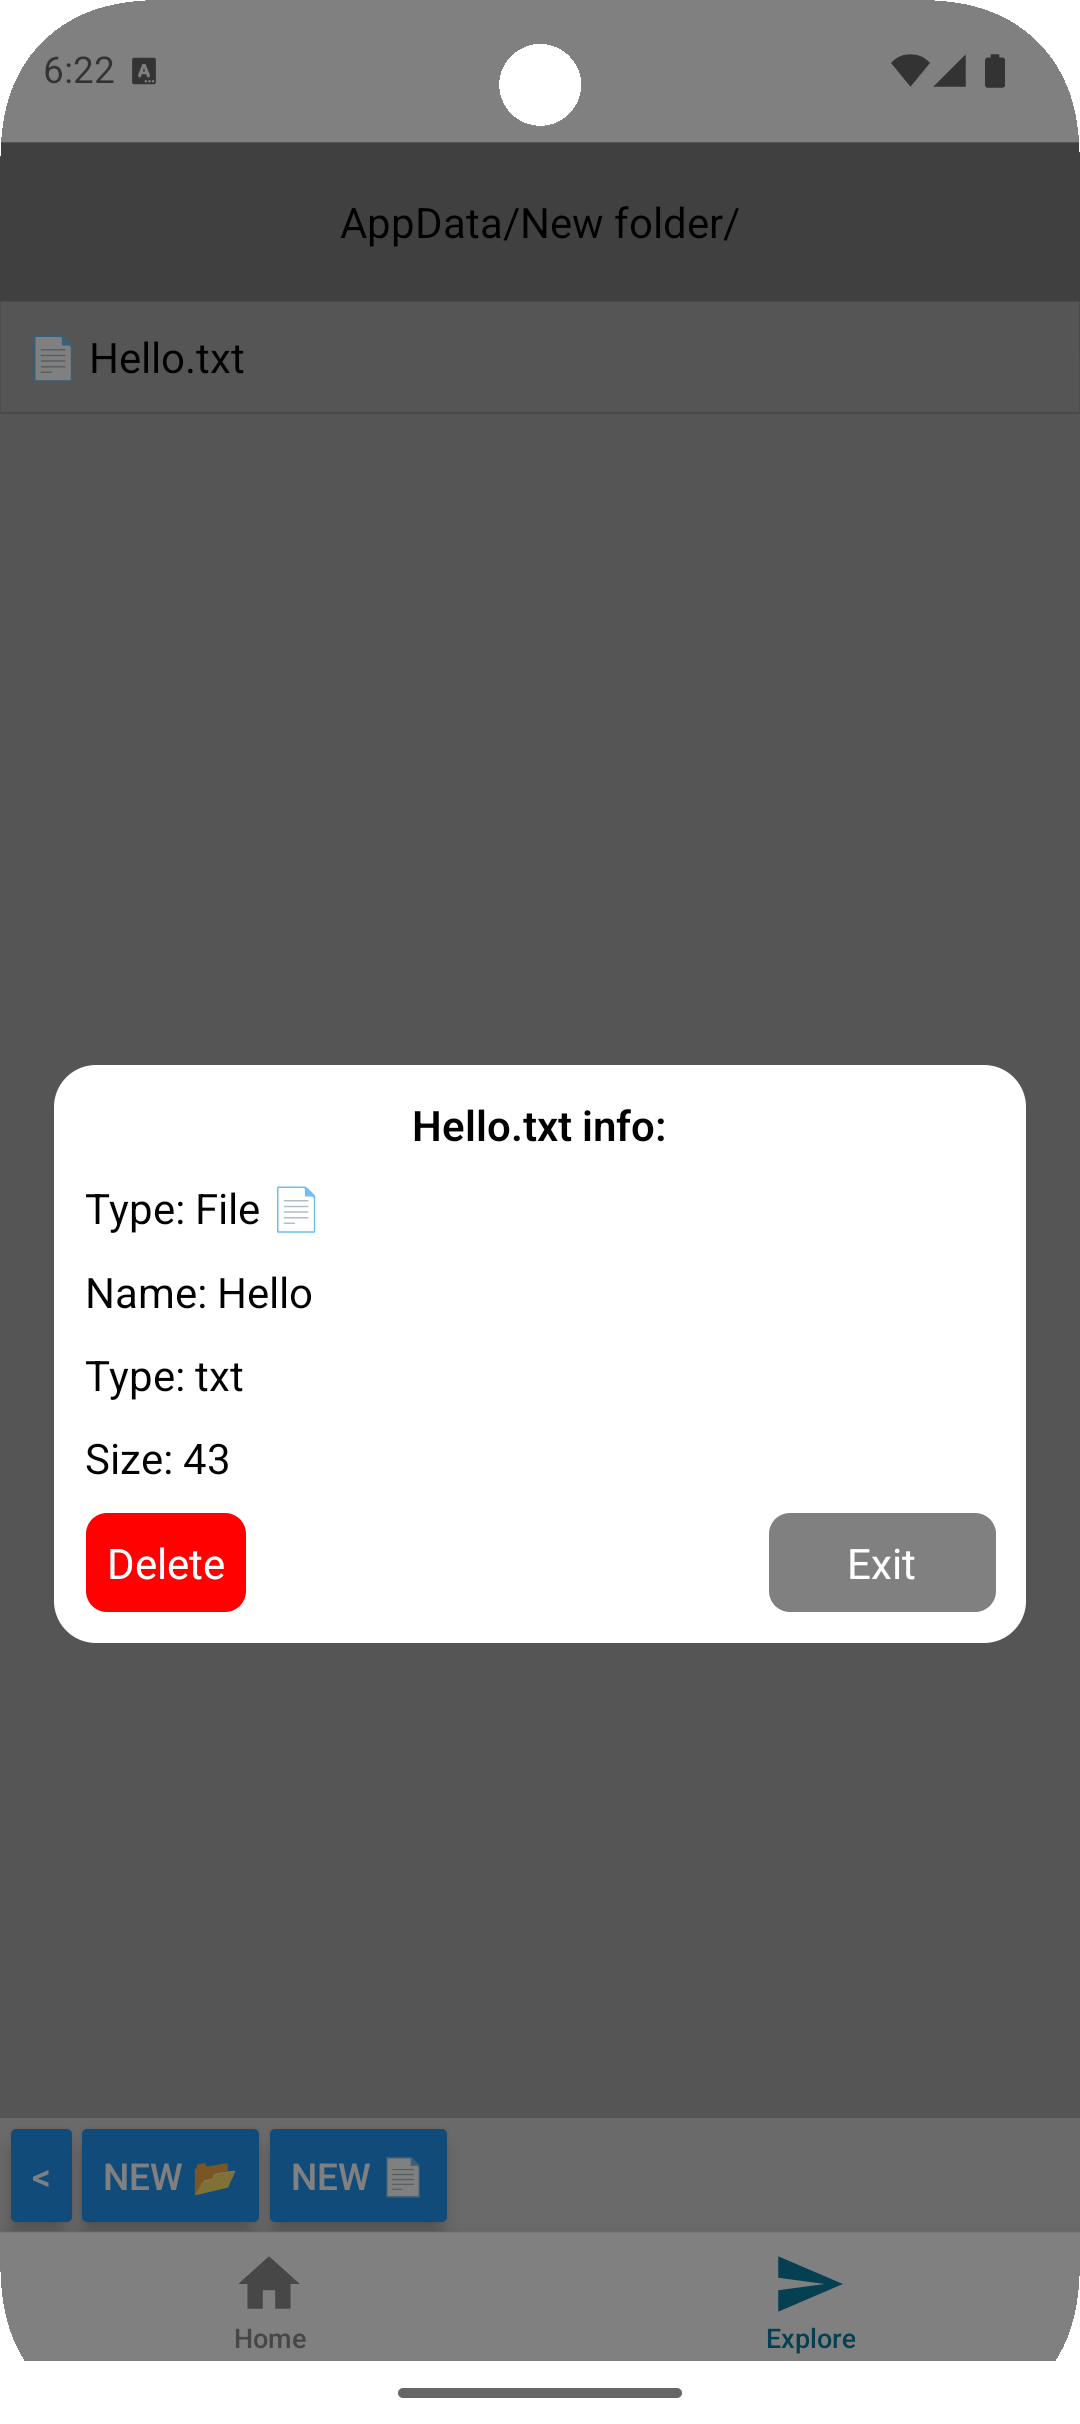 6:22
AppData/New folder/
📄 Hello.txt
Hello.txt info:
Type: File 📄
Name: Hello
Type: txt
Size: 43
Delete Exit
< NEW 📂 NEW 📄
Home Explore